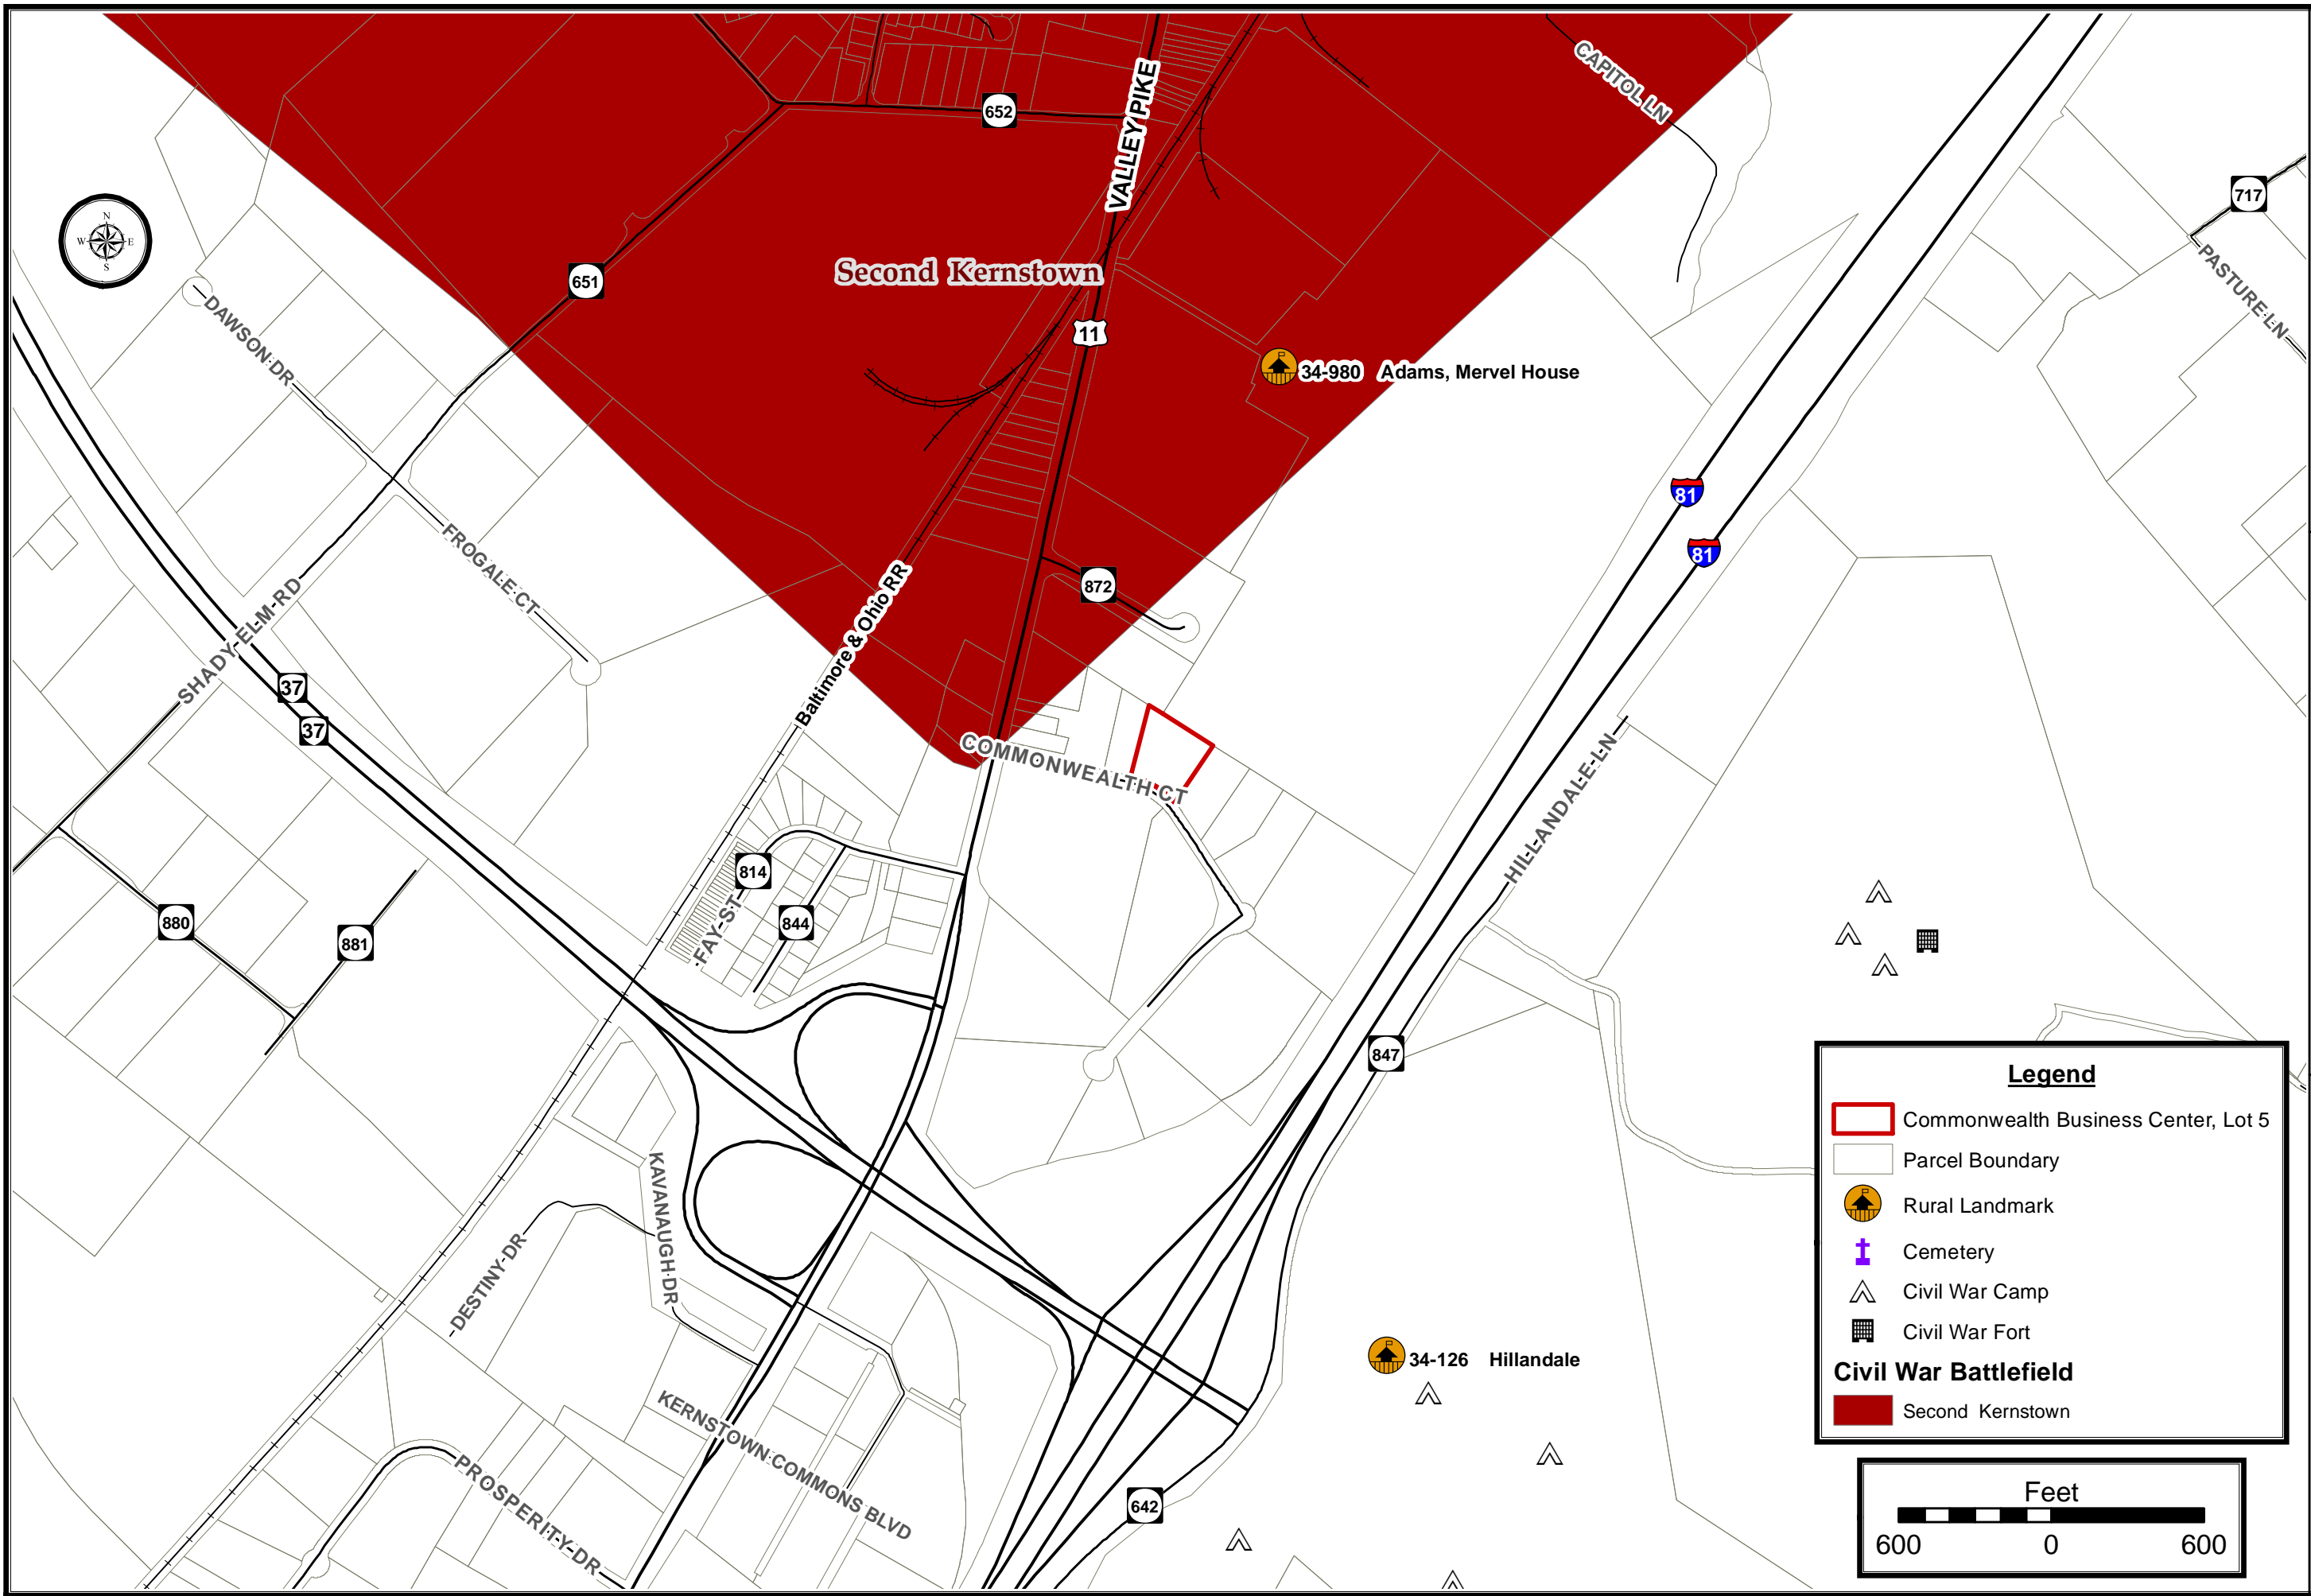 CAPITOL LN
652
VALLEY PIKE
717
N
W E
S
PASTURE LN
651
Second Kernstown
DAWSON DR
11
34-980 Adams, Mervel House
81
81
FROGALE CT
872
Baltimore & Ohio RR
SHADY ELM RD
37
37
COMMONWEALTH CT
HILLANDALE LN
814
FAY ST
844
880
881
847
KAVANAUGH DR
DESTINY DR
34-126 Hillandale
KERNSTOWN COMMONS BLVD
PROSPERITY DR
642
Legend
Commonwealth Business Center, Lot 5
Parcel Boundary
Rural Landmark
Cemetery
Civil War Camp
Civil War Fort
Civil War Battlefield
Second Kernstown
Feet
600 0 600